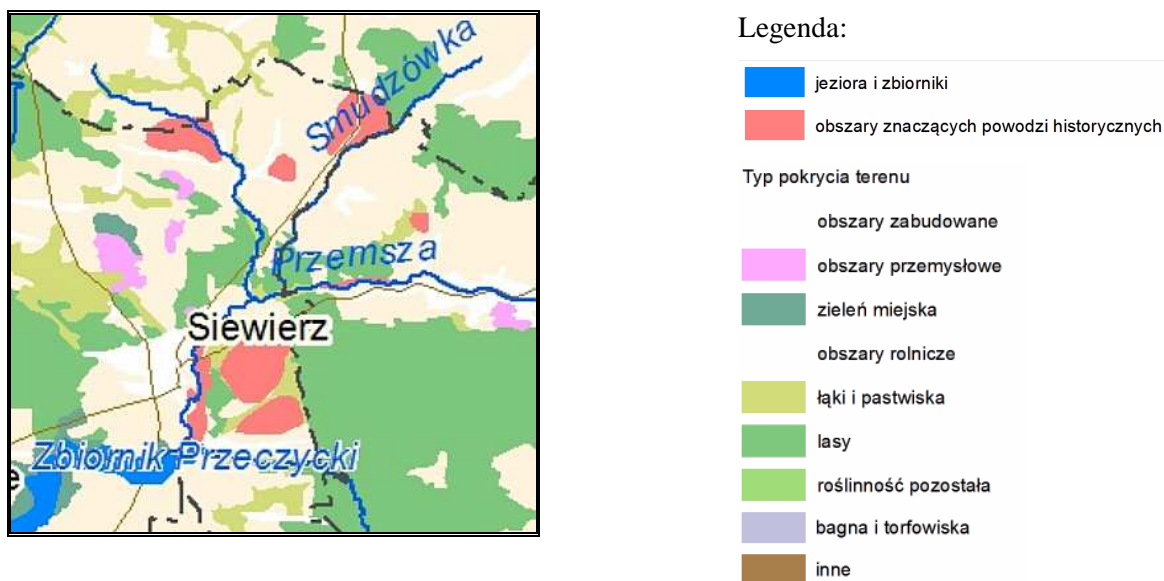 Smudzówka
Przemsza
Siewierz
Zbiornik Przeczycki
e
Legenda:
jeziora i zbiorniki
obszary znaczących powodzi historycznych
Typ pokrycia terenu
obszary zabudowane
obszary przemysłowe
zieleń miejska
obszary rolnicze
łąki i pastwiska
lasy
roślinność pozostała
bagna i torfowiska
inne